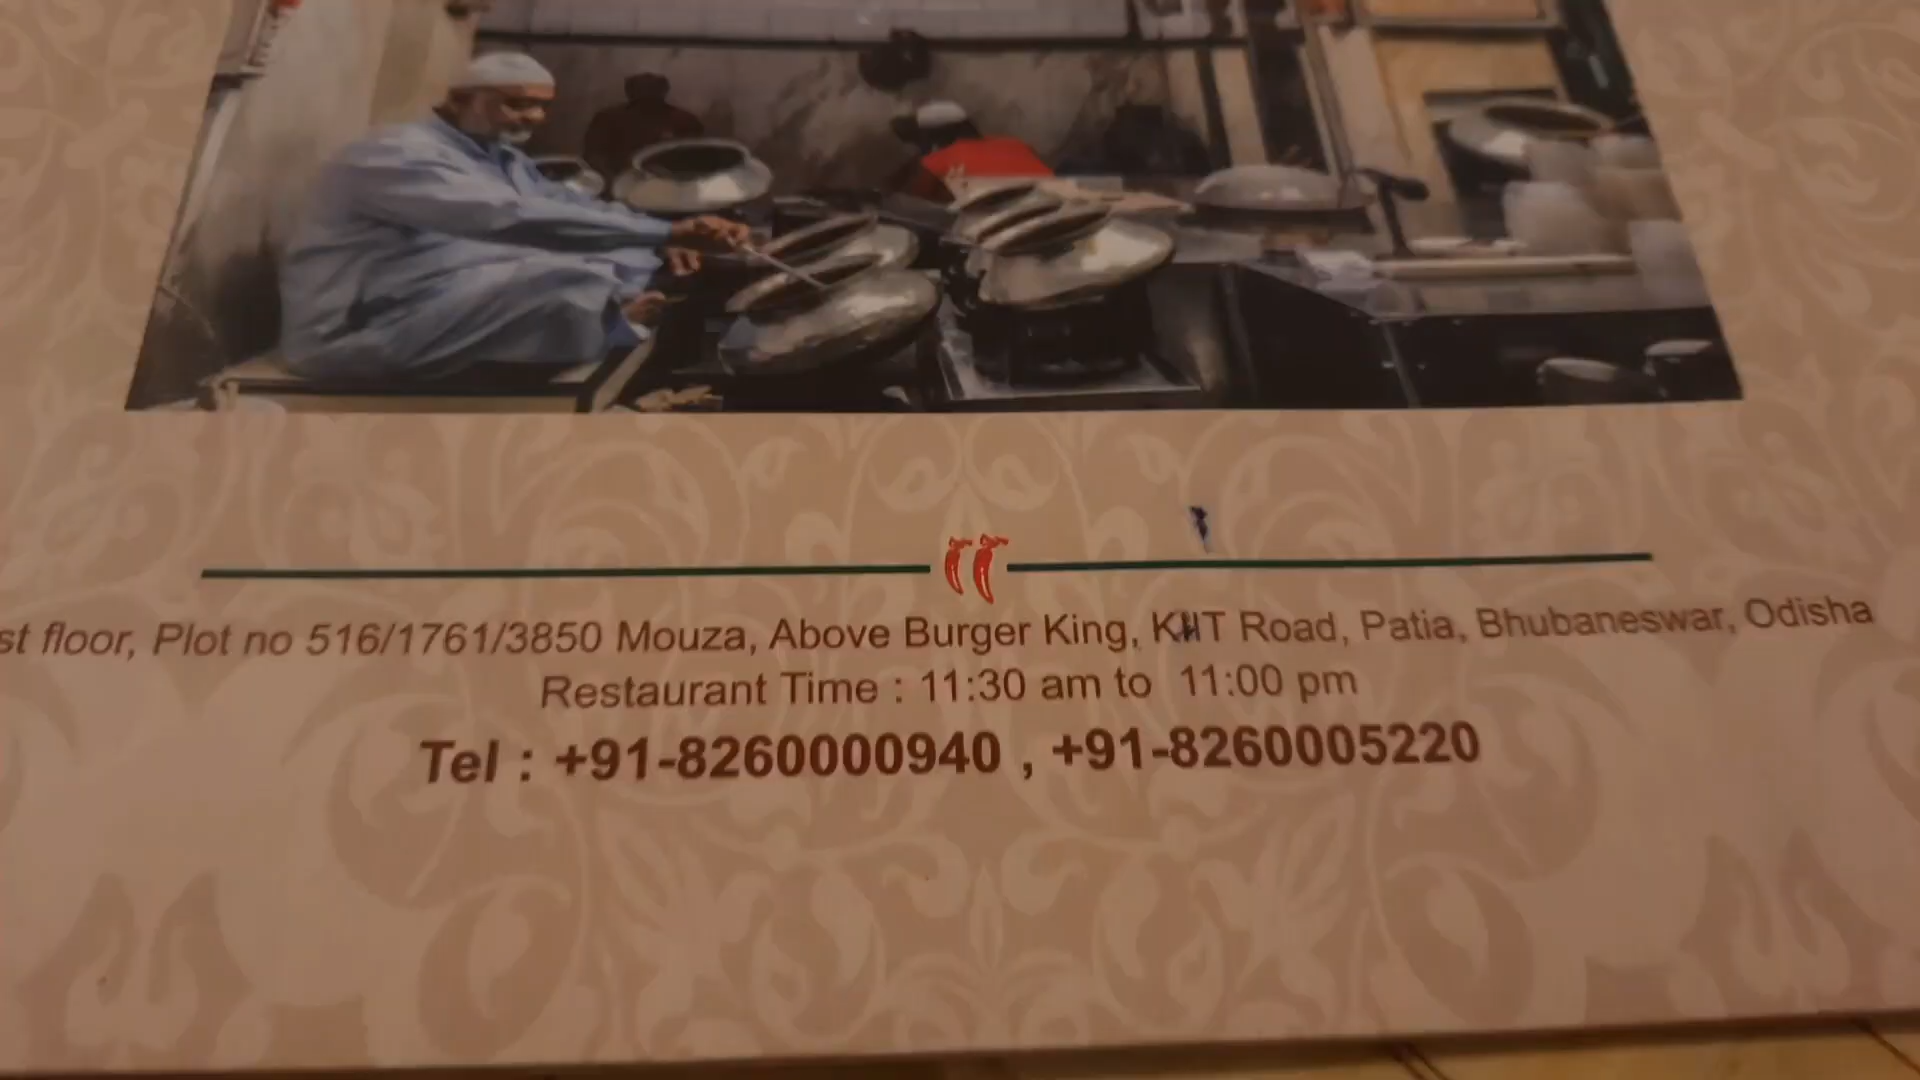 st floor, Plot no 516/1761/3850 Mouza, Above Burger King, KIIT Road, Patia, Bhubaneswar, Odisha
Restaurant Time : 11:30 am to 11:00 pm
Tel : +91-8260000940 , +91-8260005220